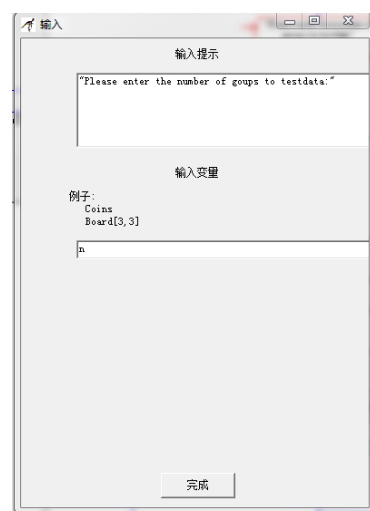 输入
输入提示
"Please enter the number of goups to testdata:"
输入变量
例子:
Coins
Board[3,3]
n
完成